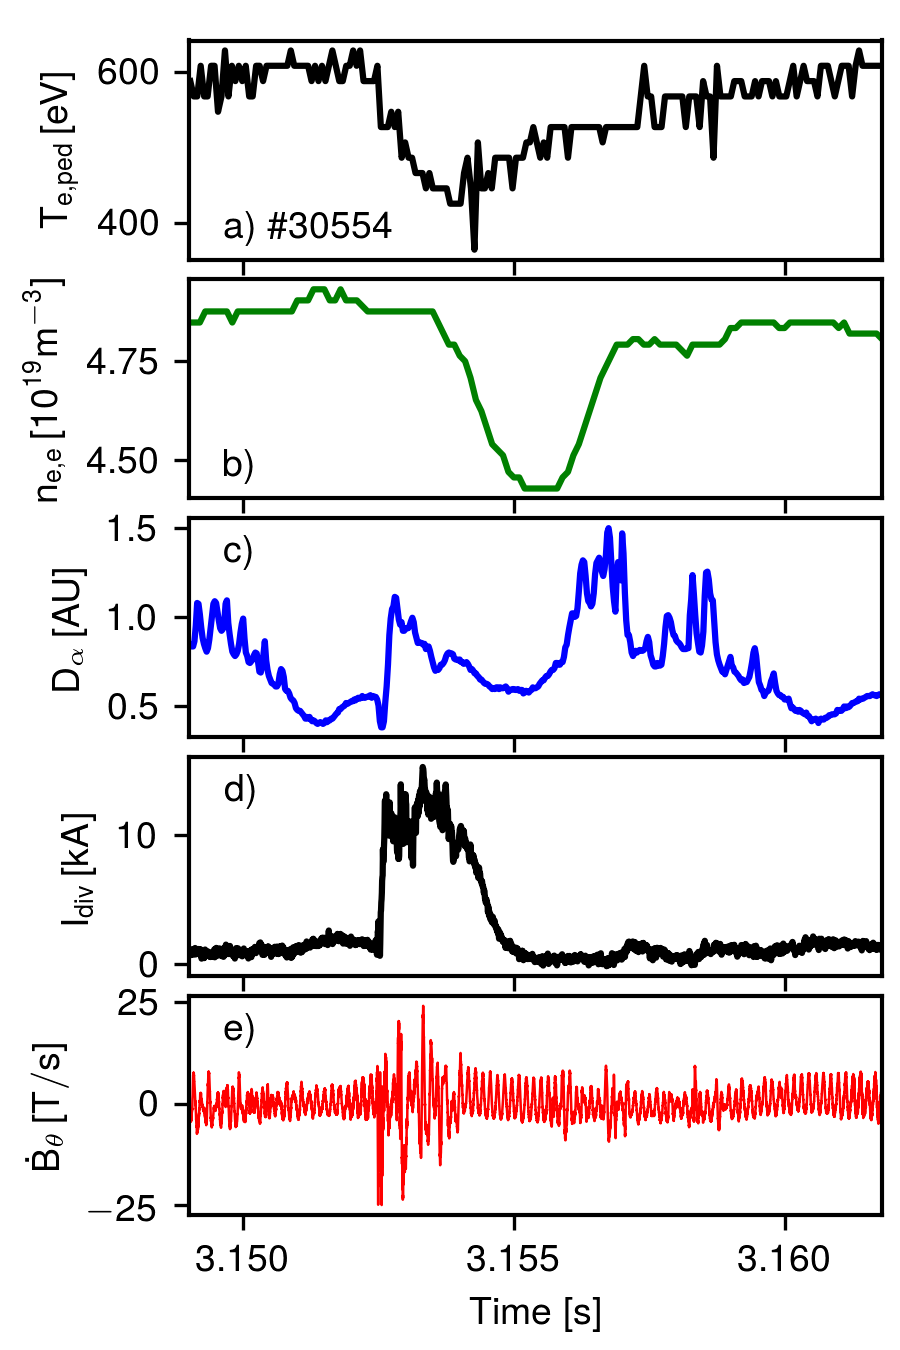 T_e,ped [eV]
600
400
a) #30554
n_e,e [10^19 m^−3]
4.75
4.50
b)
D_α [AU]
1.5
1.0
0.5
c)
I_div [kA]
10
0
d)
Ḃ_θ [T/s]
25
0
−25
e)
3.150 3.155 3.160
Time [s]